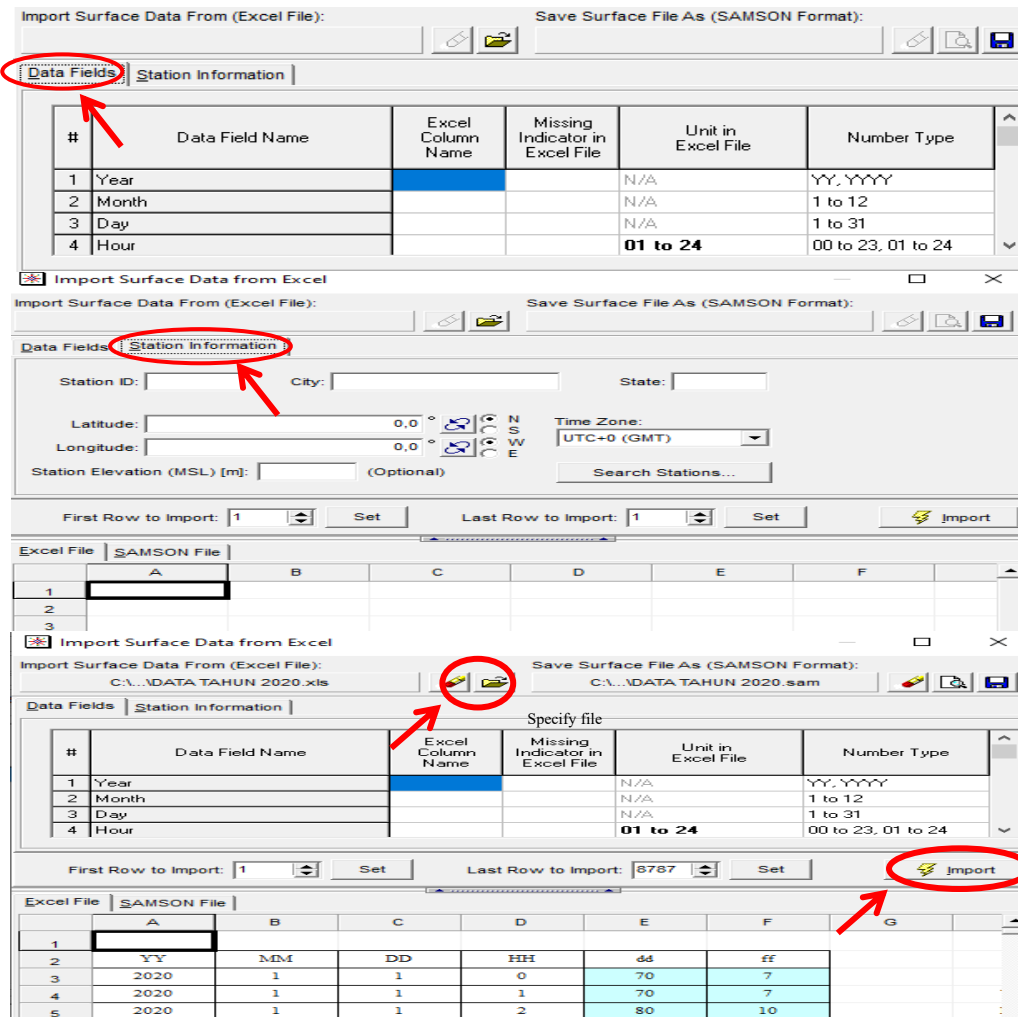 Import Surface Data From (Excel File): Save Surface File As (SAMSON Format):
Data Fields Station Information
# Data Field Name Excel Column Name Missing Indicator in Excel File Unit in Excel File Number Type
1 Year N/A YY, YYYY
2 Month N/A 1 to 12
3 Day N/A 1 to 31
4 Hour 01 to 24 00 to 23, 01 to 24
Import Surface Data from Excel
Import Surface Data From (Excel File): Save Surface File As (SAMSON Format):
Data Fields Station Information
Station ID: City: State:
Latitude: 0,0 ° N S Time Zone:
UTC+0 (GMT)
Longitude: 0,0 ° W E
Station Elevation (MSL) [m]: (Optional) Search Stations...
First Row to Import: 1 Set Last Row to Import: 1 Set Import
Excel File SAMSON File
A B C D E F
1
2
3
Import Surface Data from Excel
Import Surface Data From (Excel File): Save Surface File As (SAMSON Format):
C:\...\DATA TAHUN 2020.xls C:\...\DATA TAHUN 2020.sam
Data Fields Station Information
Specify file
# Data Field Name Excel Column Name Missing Indicator in Excel File Unit in Excel File Number Type
1 Year N/A YY, YYYY
2 Month N/A 1 to 12
3 Day N/A 1 to 31
4 Hour 01 to 24 00 to 23, 01 to 24
First Row to Import: 1 Set Last Row to Import: 8787 Set Import
Excel File SAMSON File
A B C D E F G
1
2 YY MM DD HH dd ff
3 2020 1 1 0 70 7
4 2020 1 1 1 70 7
5 2020 1 1 2 80 10